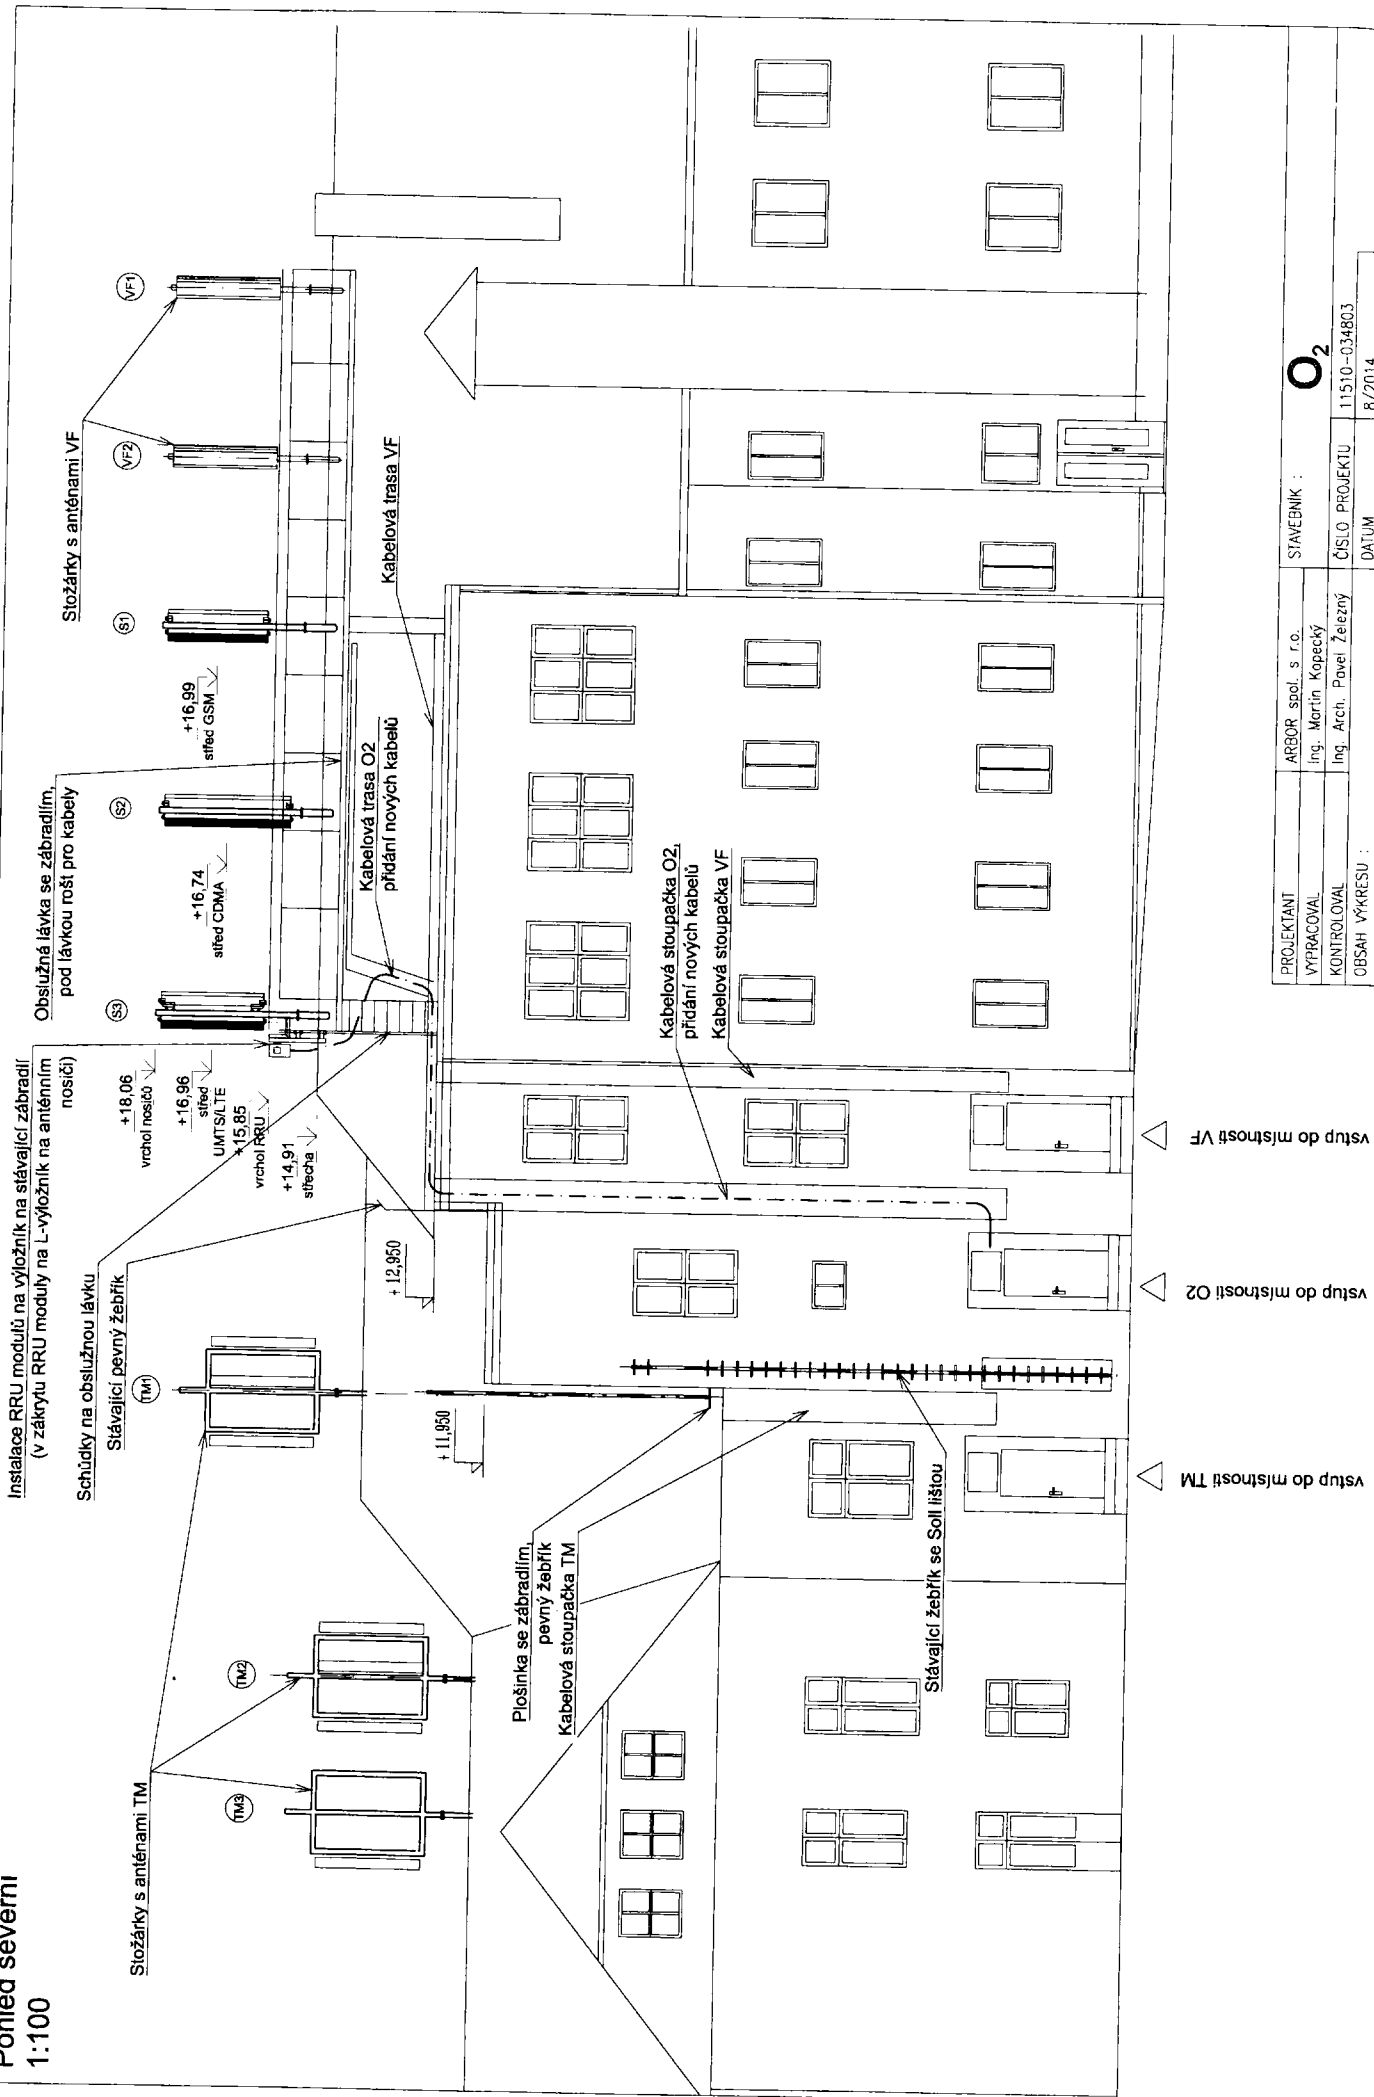 Pohled severní
1:100
Instalace RRU modulů na výložník na stávající zábradlí
(v zákrytu RRU moduly na L-výložník na anténním
nosiči)
Obslužná lávka se zábradlím,
pod lávkou rošt pro kabely
Stožárky s anténami VF
Schůdky na obslužnou lávku
Stávající pevný žebřík
Stožárky s anténami TM
TM3
TM2
TM1
S3
S2
S1
VF2
VF1
+18,06
vrchol nosičů
+16,96
střed
UMTS/LTE
+15,85
vrchol RRU
+14,91
střecha
+16,74
střed CDMA
+16,99
střed GSM
+12,950
+11,950
Kabelová trasa O2
přidání nových kabelů
Kabelová trasa VF
Plošinka se zábradlím,
pevný žebřík
Kabelová stoupačka TM
Kabelová stoupačka O2,
přidání nových kabelů
Kabelová stoupačka VF
Stávající žebřík se Soll lištou
vstup do místnosti TM
vstup do místnosti O2
vstup do místnosti VF
PROJEKTANT ARBOR spol. s r.o. STAVEBNÍK :
O2
VYPRACOVAL Ing. Martin Kopecký
KONTROLOVAL Ing. Arch. Pavel Železný ČÍSLO PROJEKTU 11510-034803
OBSAH VÝKRESU : DATUM 8/2014